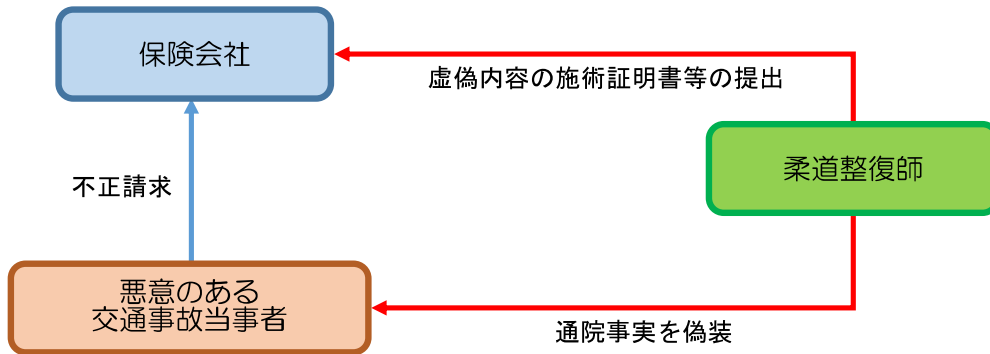 保険会社
虚偽内容の施術証明書等の提出
柔道整復師
不正請求
悪意のある
交通事故当事者
通院事実を偽装